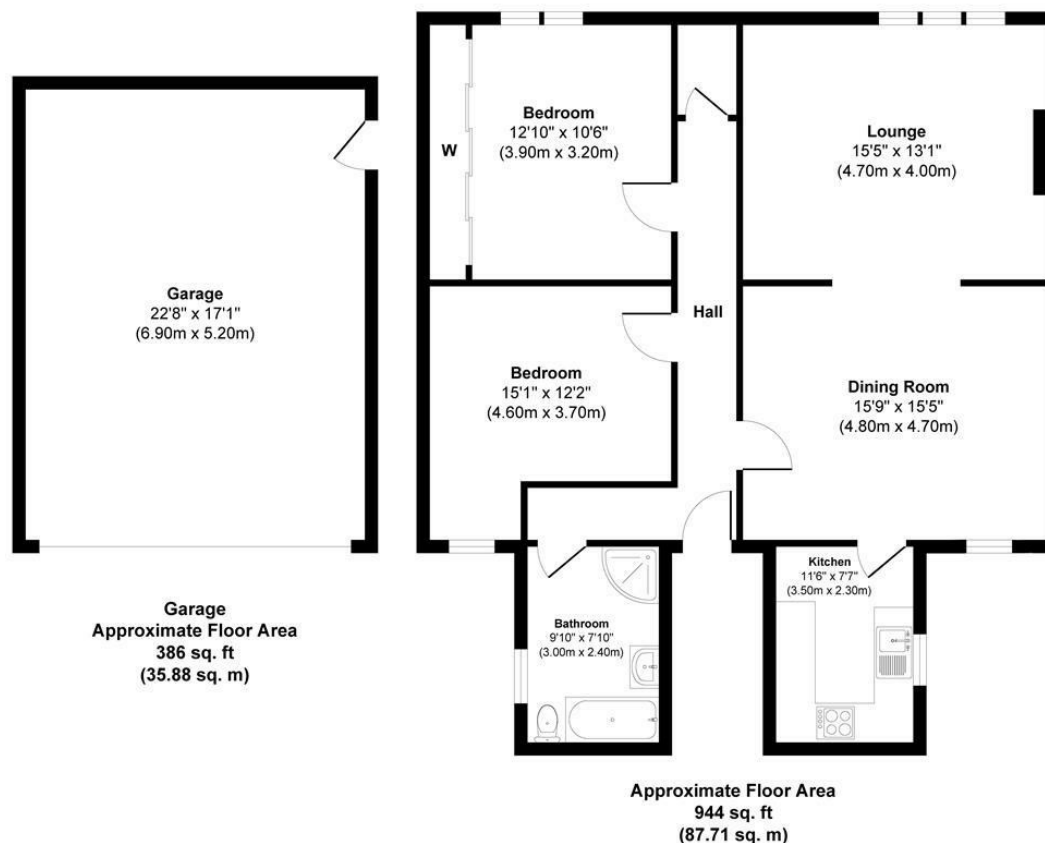 W
Bedroom
12'10" x 10'6"
(3.90m x 3.20m)
Lounge
15'5" x 13'1"
(4.70m x 4.00m)
Garage
22'8" x 17'1"
(6.90m x 5.20m)
Hall
Bedroom
15'1" x 12'2"
(4.60m x 3.70m)
Dining Room
15'9" x 15'5"
(4.80m x 4.70m)
Kitchen
11'6" x 7'7"
(3.50m x 2.30m)
Bathroom
9'10" x 7'10"
(3.00m x 2.40m)
Garage
Approximate Floor Area
386 sq. ft
(35.88 sq. m)
Approximate Floor Area
944 sq. ft
(87.71 sq. m)